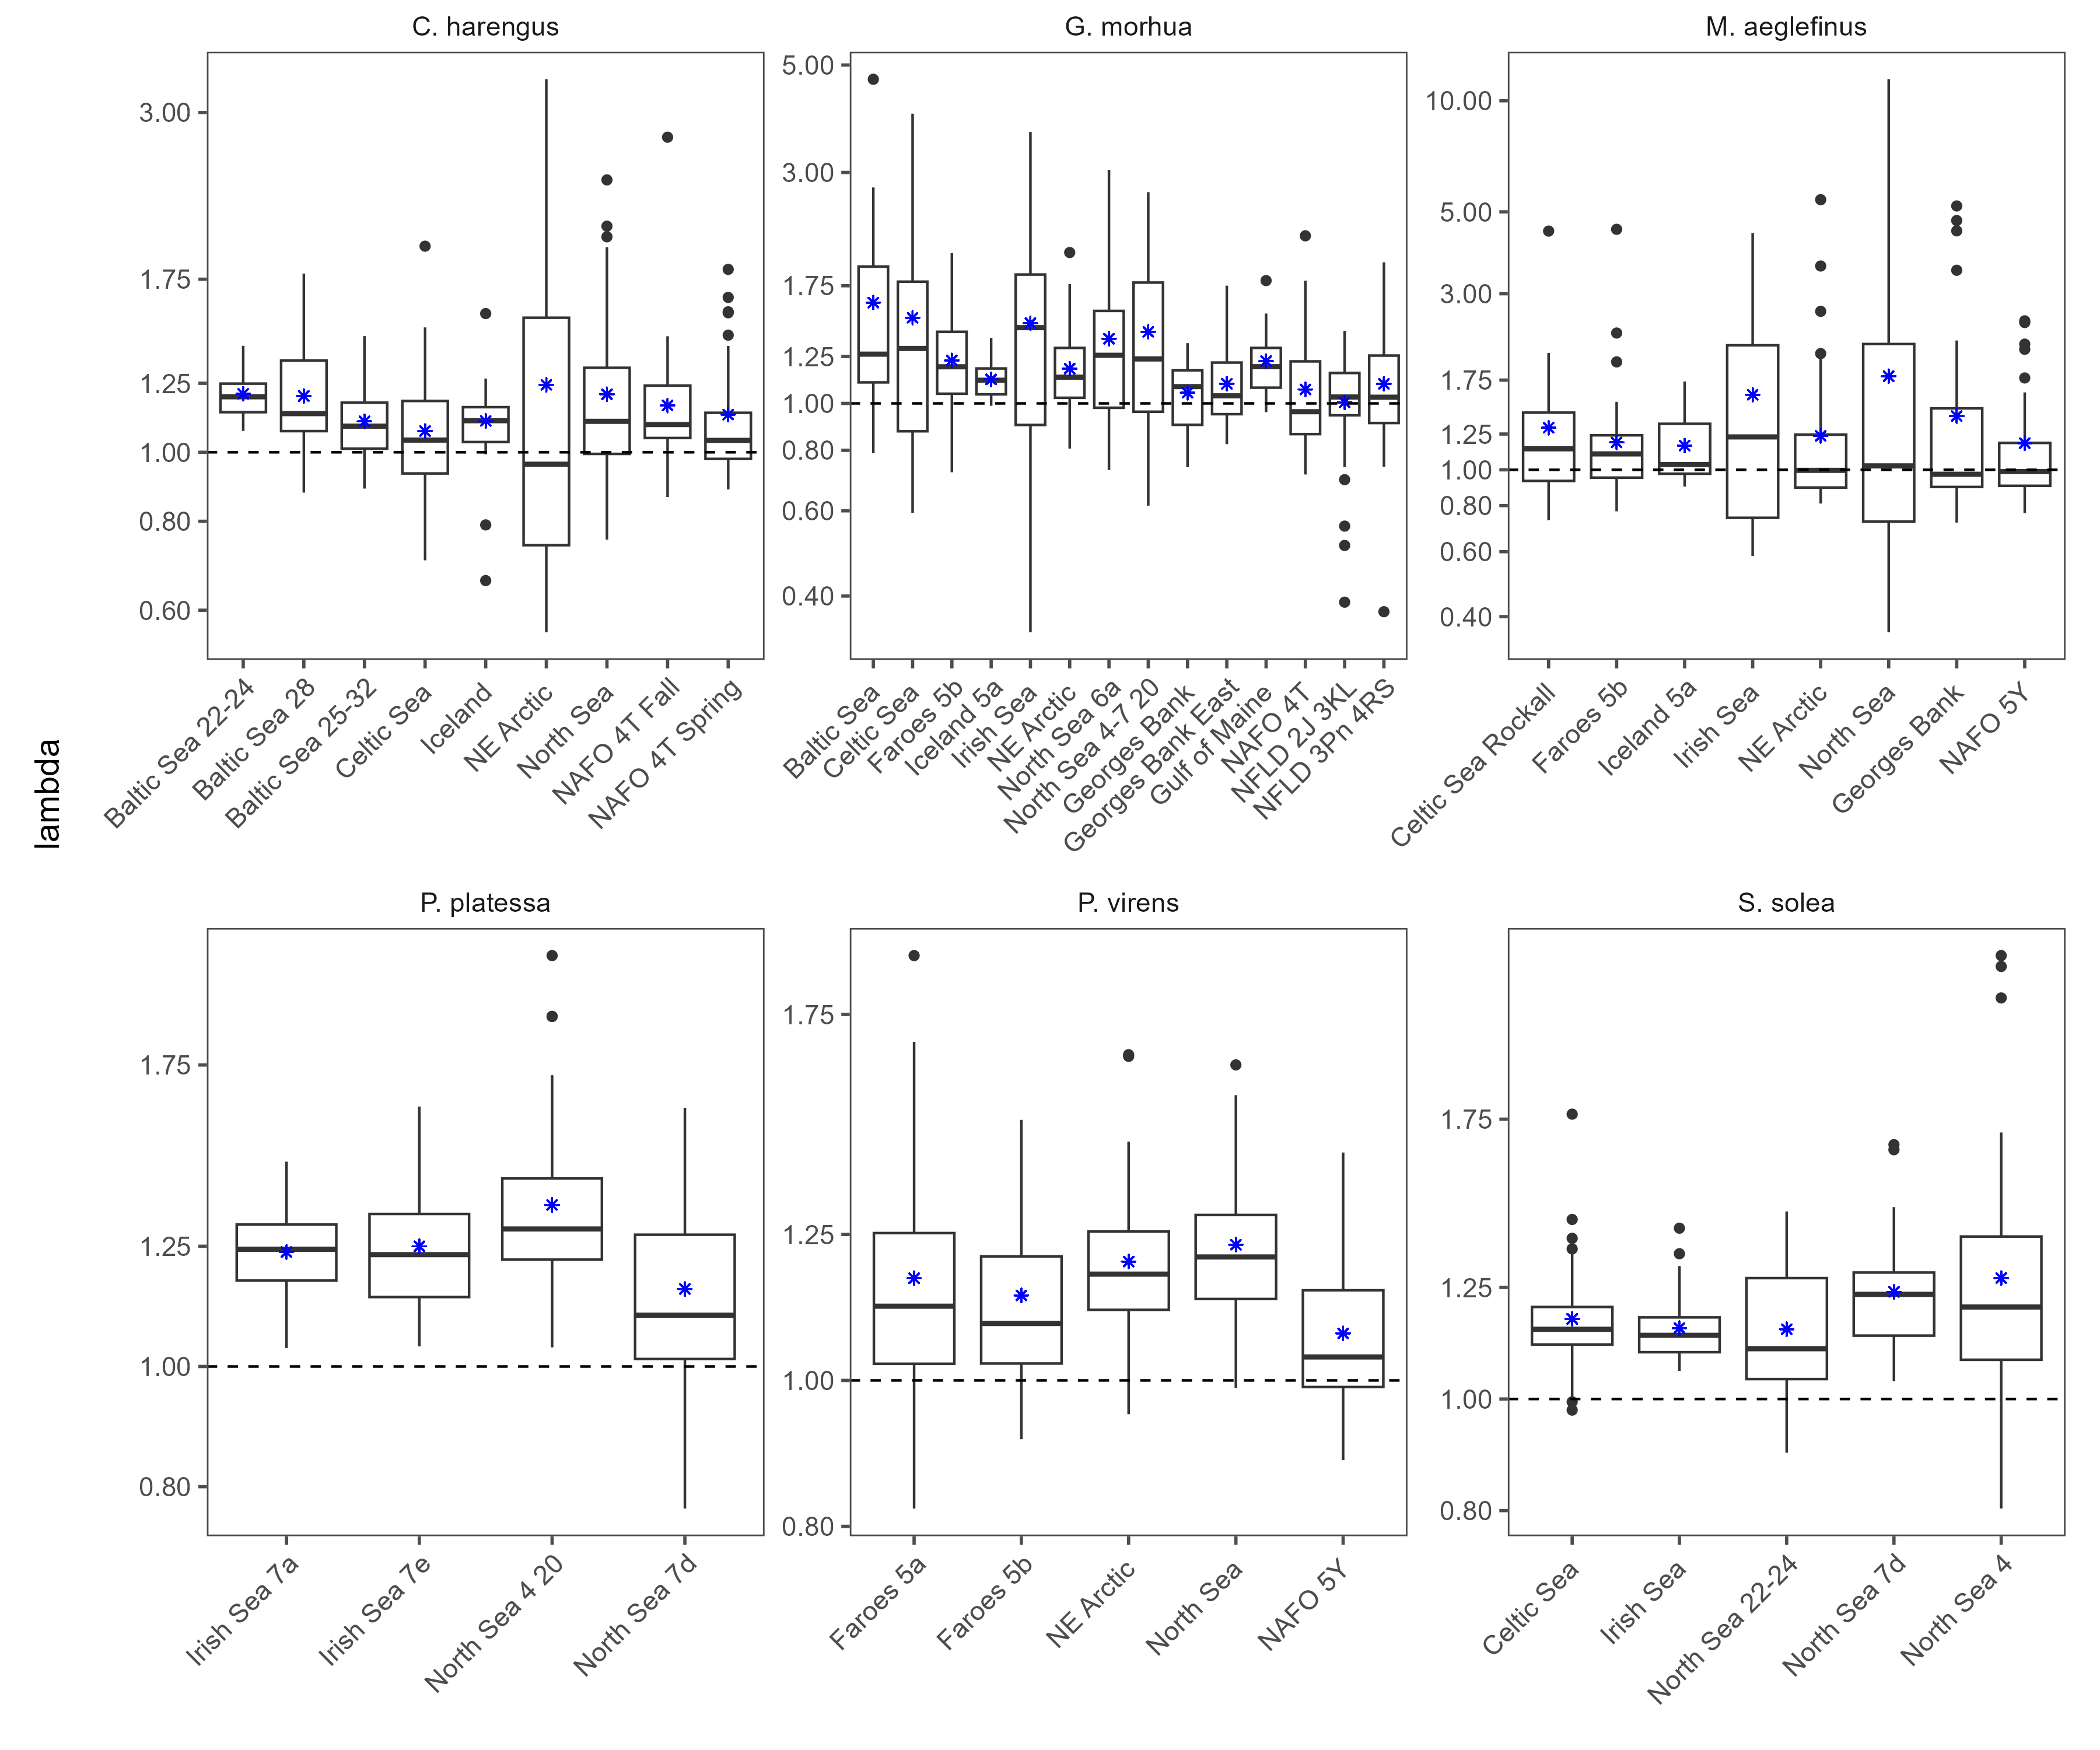 C. harengus
G. morhua
M. aeglefinus
lambda
3.00
1.75
1.25
1.00
0.80
0.60
5.00
3.00
1.75
1.25
1.00
0.80
0.60
0.40
10.00
5.00
3.00
1.75
1.25
1.00
0.80
0.60
0.40
Baltic Sea 22-24
Baltic Sea 28
Baltic Sea 25-32
Celtic Sea
Iceland
NE Arctic
North Sea
NAFO 4T Fall
NAFO 4T Spring
Baltic Sea
Celtic Sea
Faroes 5b
Iceland 5a
Irish Sea
NE Arctic
North Sea 6a
North Sea 4-7 20
Georges Bank
Georges Bank East
Gulf of Maine
NAFO 4T
NFLD 2J 3KL
NFLD 3Pn 4RS
Celtic Sea Rockall
Faroes 5b
Iceland 5a
Irish Sea
NE Arctic
North Sea
Georges Bank
NAFO 5Y
P. platessa
P. virens
S. solea
1.75
1.25
1.00
0.80
1.75
1.25
1.00
0.80
1.75
1.25
1.00
0.80
Irish Sea 7a
Irish Sea 7e
North Sea 4 20
North Sea 7d
Faroes 5a
Faroes 5b
NE Arctic
North Sea
NAFO 5Y
Celtic Sea
Irish Sea
North Sea 22-24
North Sea 7d
North Sea 4